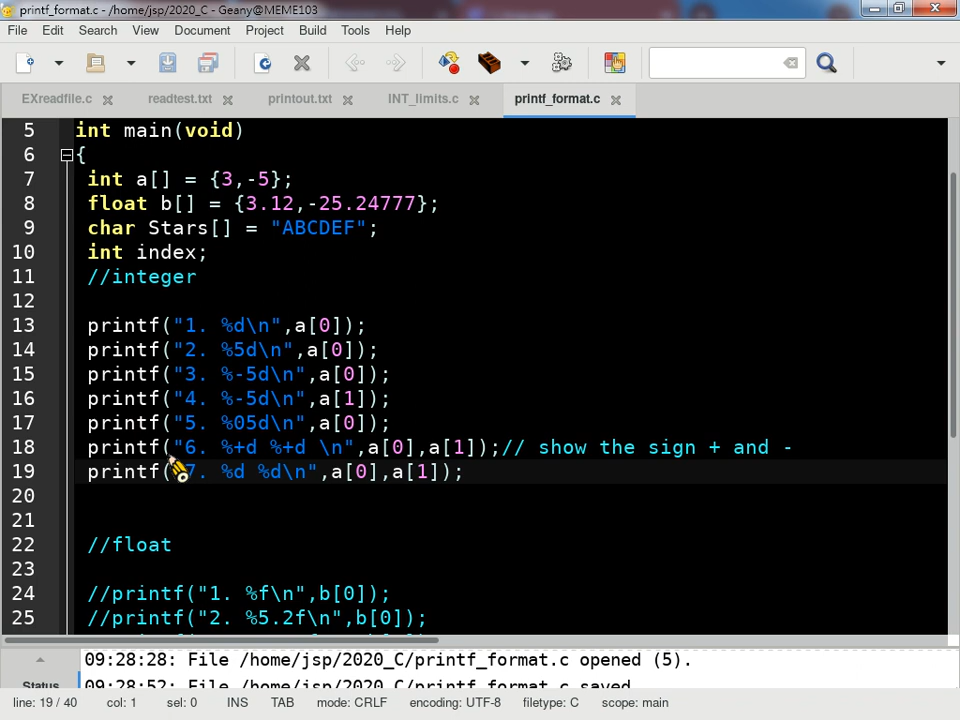 printf_format.c - /home/jsp/2020_C - Geany@MEME103
File Edit Search View Document Project Build Tools Help
EXreadfile.c readtest.txt printout.txt INT_limits.c printf_format.c
5 int main(void)
6 {
7 int a[] = {3,-5};
8 float b[] = {3.12,-25.24777};
9 char Stars[] = "ABCDEF";
10 int index;
11 //integer
12
13 printf("1. %d\n",a[0]);
14 printf("2. %5d\n",a[0]);
15 printf("3. %-5d\n",a[0]);
16 printf("4. %-5d\n",a[1]);
17 printf("5. %05d\n",a[0]);
18 printf("6. %+d %+d \n",a[0],a[1]);// show the sign + and -
19 printf("7. %d %d\n",a[0],a[1]);
20
21
22 //float
23
24 //printf("1. %f\n",b[0]);
25 //printf("2. %5.2f\n",b[0]);
09:28:28: File /home/jsp/2020_C/printf_format.c opened (5).
Status 09:28:52: File /home/jsp/2020_C/printf_format.c saved
line: 19 / 40 col: 1 sel: 0 INS TAB mode: CRLF encoding: UTF-8 filetype: C scope: main